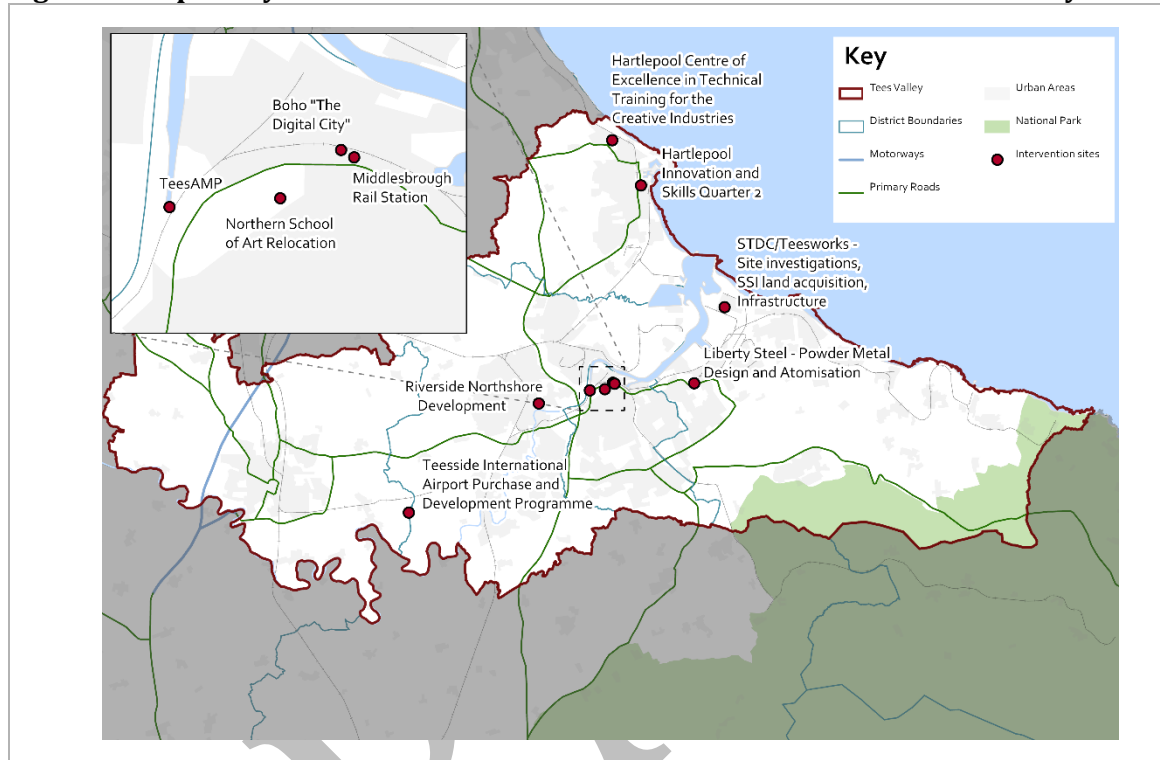 Boho "The
Digital City"
TeesAMP
Middlesbrough
Rail Station
Northern School
of Art Relocation
Hartlepool Centre of
Excellence in Technical
Training for the
Creative Industries
Hartlepool
Innovation and
Skills Quarter 2
STDC/Teesworks -
Site investigations,
SSI land acquisition,
Infrastructure
Liberty Steel - Powder Metal
Design and Atomisation
Riverside Northshore
Development
Teesside International
Airport Purchase and
Development Programme
Key
Tees Valley
Urban Areas
District Boundaries
National Park
Motorways
Intervention sites
Primary Roads